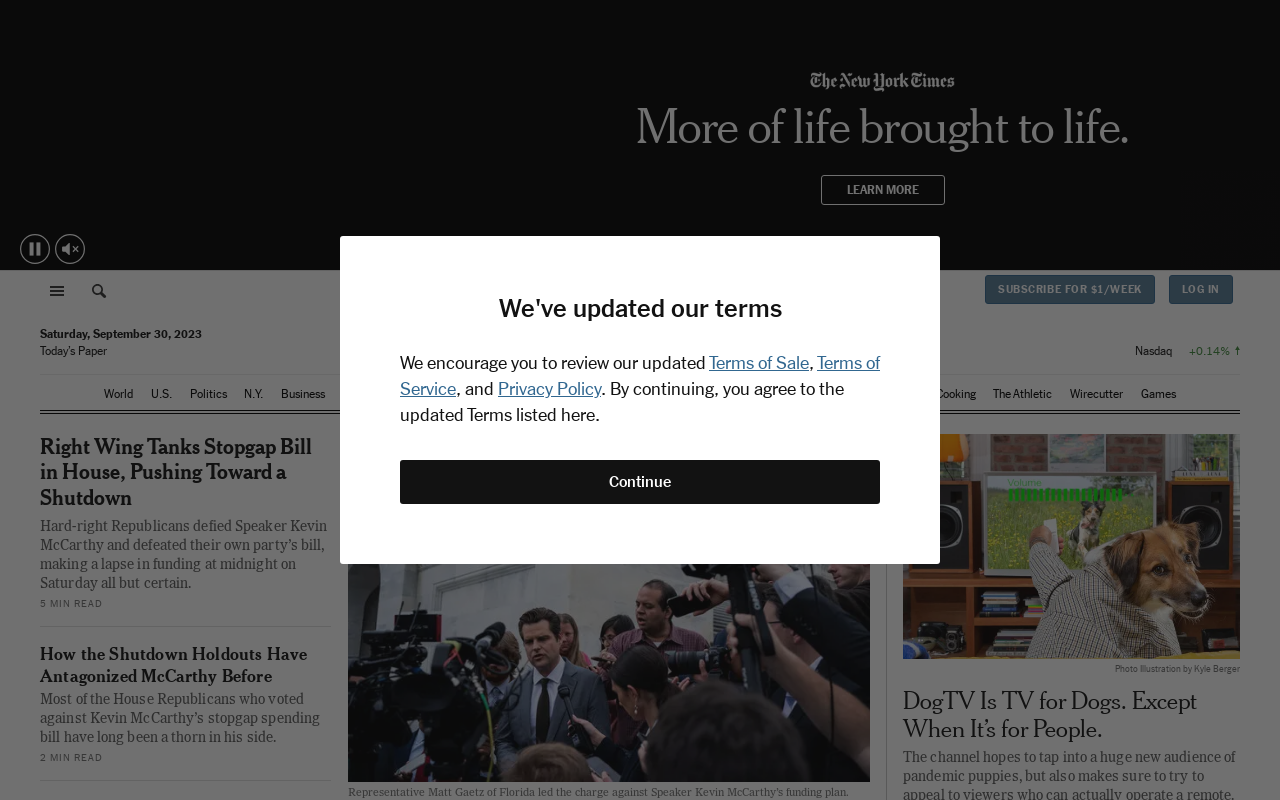 The New York Times
More of life brought to life.
LEARN MORE
SUBSCRIBE FOR $1/WEEK
LOG IN
Saturday, September 30, 2023
Today's Paper
Nasdaq +0.14% ↑
World U.S. Politics N.Y. Business
Cooking The Athletic Wirecutter Games
We've updated our terms
We encourage you to review our updated Terms of Sale, Terms of
Service, and Privacy Policy. By continuing, you agree to the
updated Terms listed here.
Continue
Right Wing Tanks Stopgap Bill
in House, Pushing Toward a
Shutdown
Hard-right Republicans defied Speaker Kevin
McCarthy and defeated their own party's bill,
making a lapse in funding at midnight on
Saturday all but certain.
5 MIN READ
How the Shutdown Holdouts Have
Antagonized McCarthy Before
Most of the House Republicans who voted
against Kevin McCarthy's stopgap spending
bill have long been a thorn in his side.
2 MIN READ
Representative Matt Gaetz of Florida led the charge against Speaker Kevin McCarthy's funding plan.
Volume
Photo Illustration by Kyle Berger
DogTV Is TV for Dogs. Except
When It's for People.
The channel hopes to tap into a huge new audience of
pandemic puppies, but also makes sure to try to
appeal to viewers who can actually operate a remote.